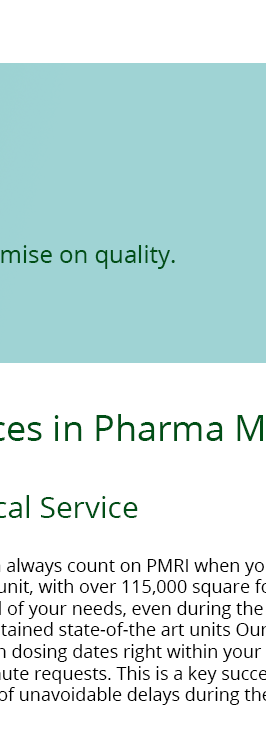 mise on quality.
ces in Pharma M
cal Service
always count on PMRI when yo
unit, with over 115,000 square fo
of your needs, even during the
tained state-of-the art units Our
dosing dates right within your
ute requests. This is a key succe
of unavoidable delays during the